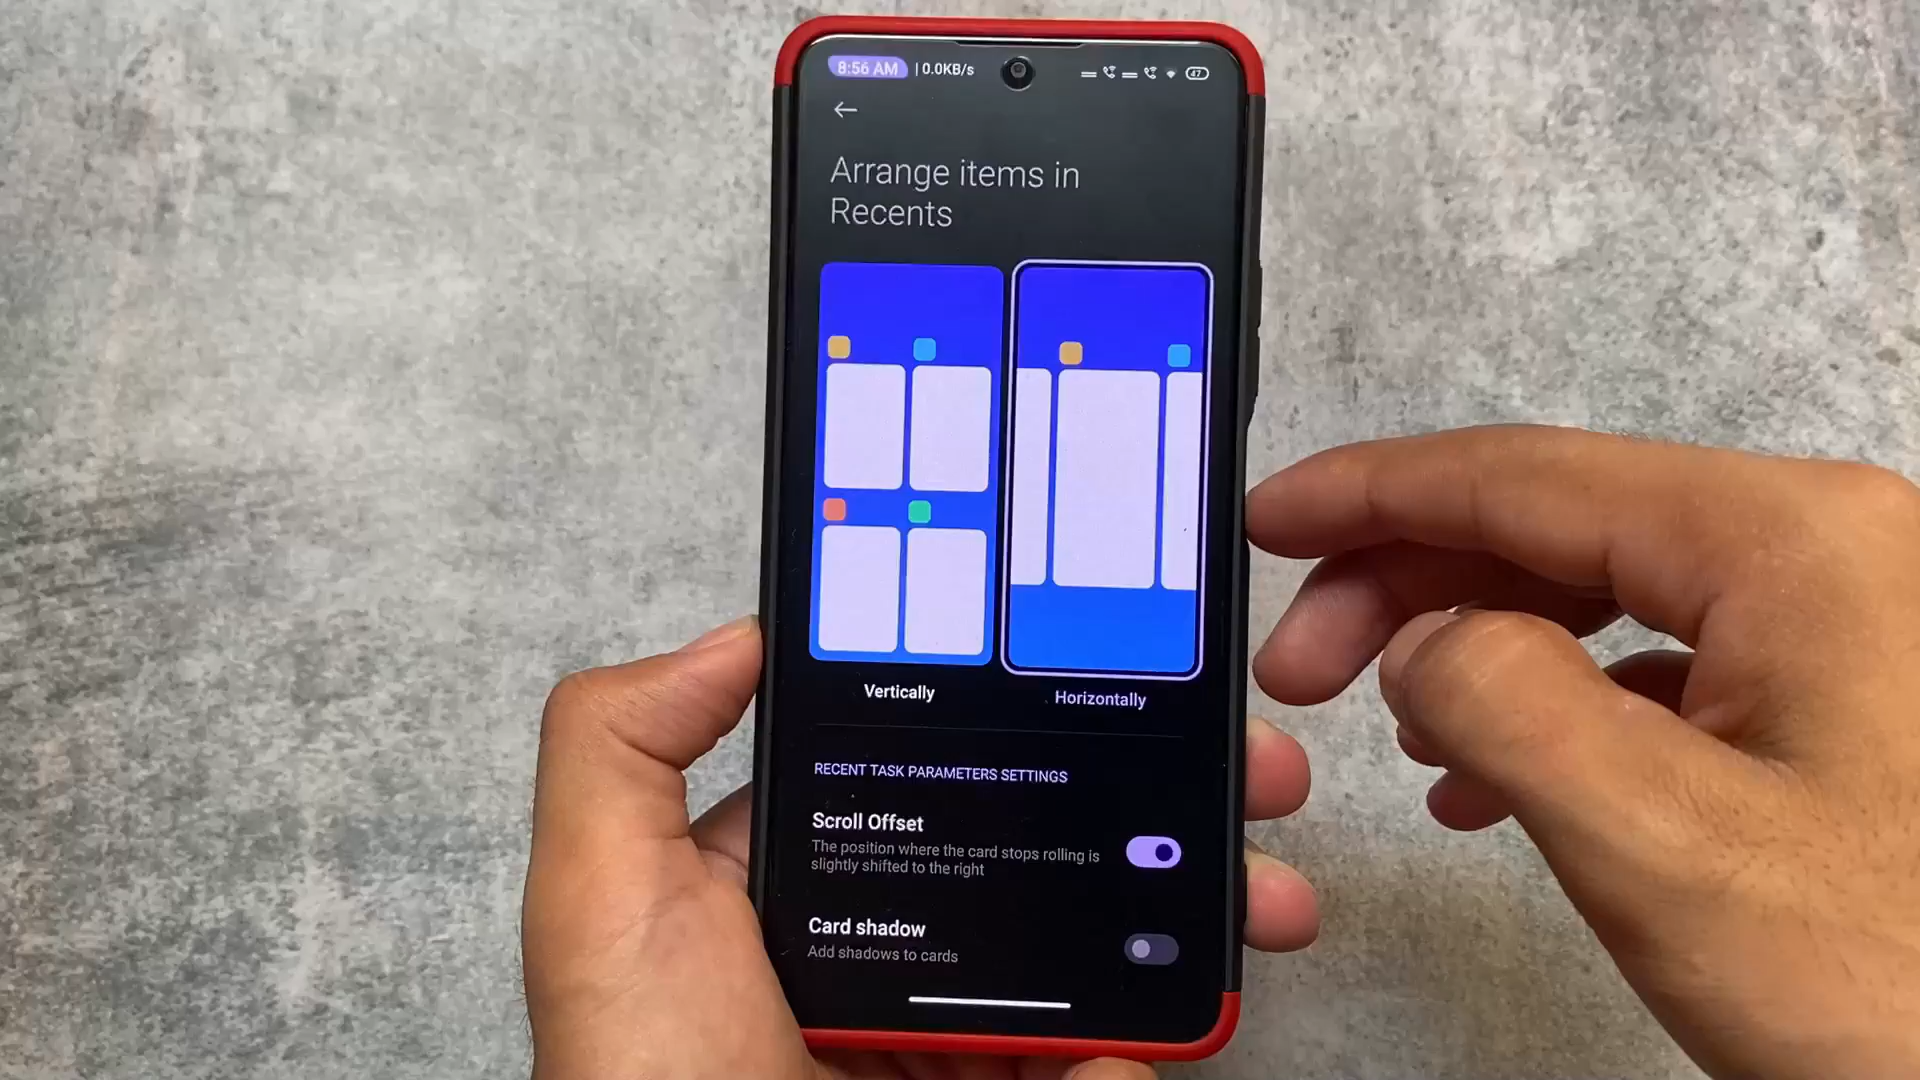 8:56 AM | 0.0KB/s 47
Arrange items in
Recents
Vertically
Horizontally
RECENT TASK PARAMETERS SETTINGS
Scroll Offset
The position where the card stops rolling is
slightly shifted to the right
Card shadow
Add shadows to cards